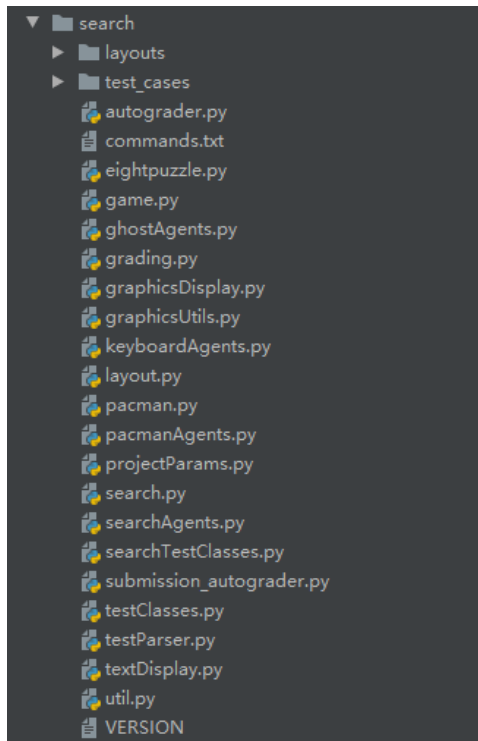 search
layouts
test_cases
autograder.py
commands.txt
eightpuzzle.py
game.py
ghostAgents.py
grading.py
graphicsDisplay.py
graphicsUtils.py
keyboardAgents.py
layout.py
pacman.py
pacmanAgents.py
projectParams.py
search.py
searchAgents.py
searchTestClasses.py
submission_autograder.py
testClasses.py
testParser.py
textDisplay.py
util.py
VERSION